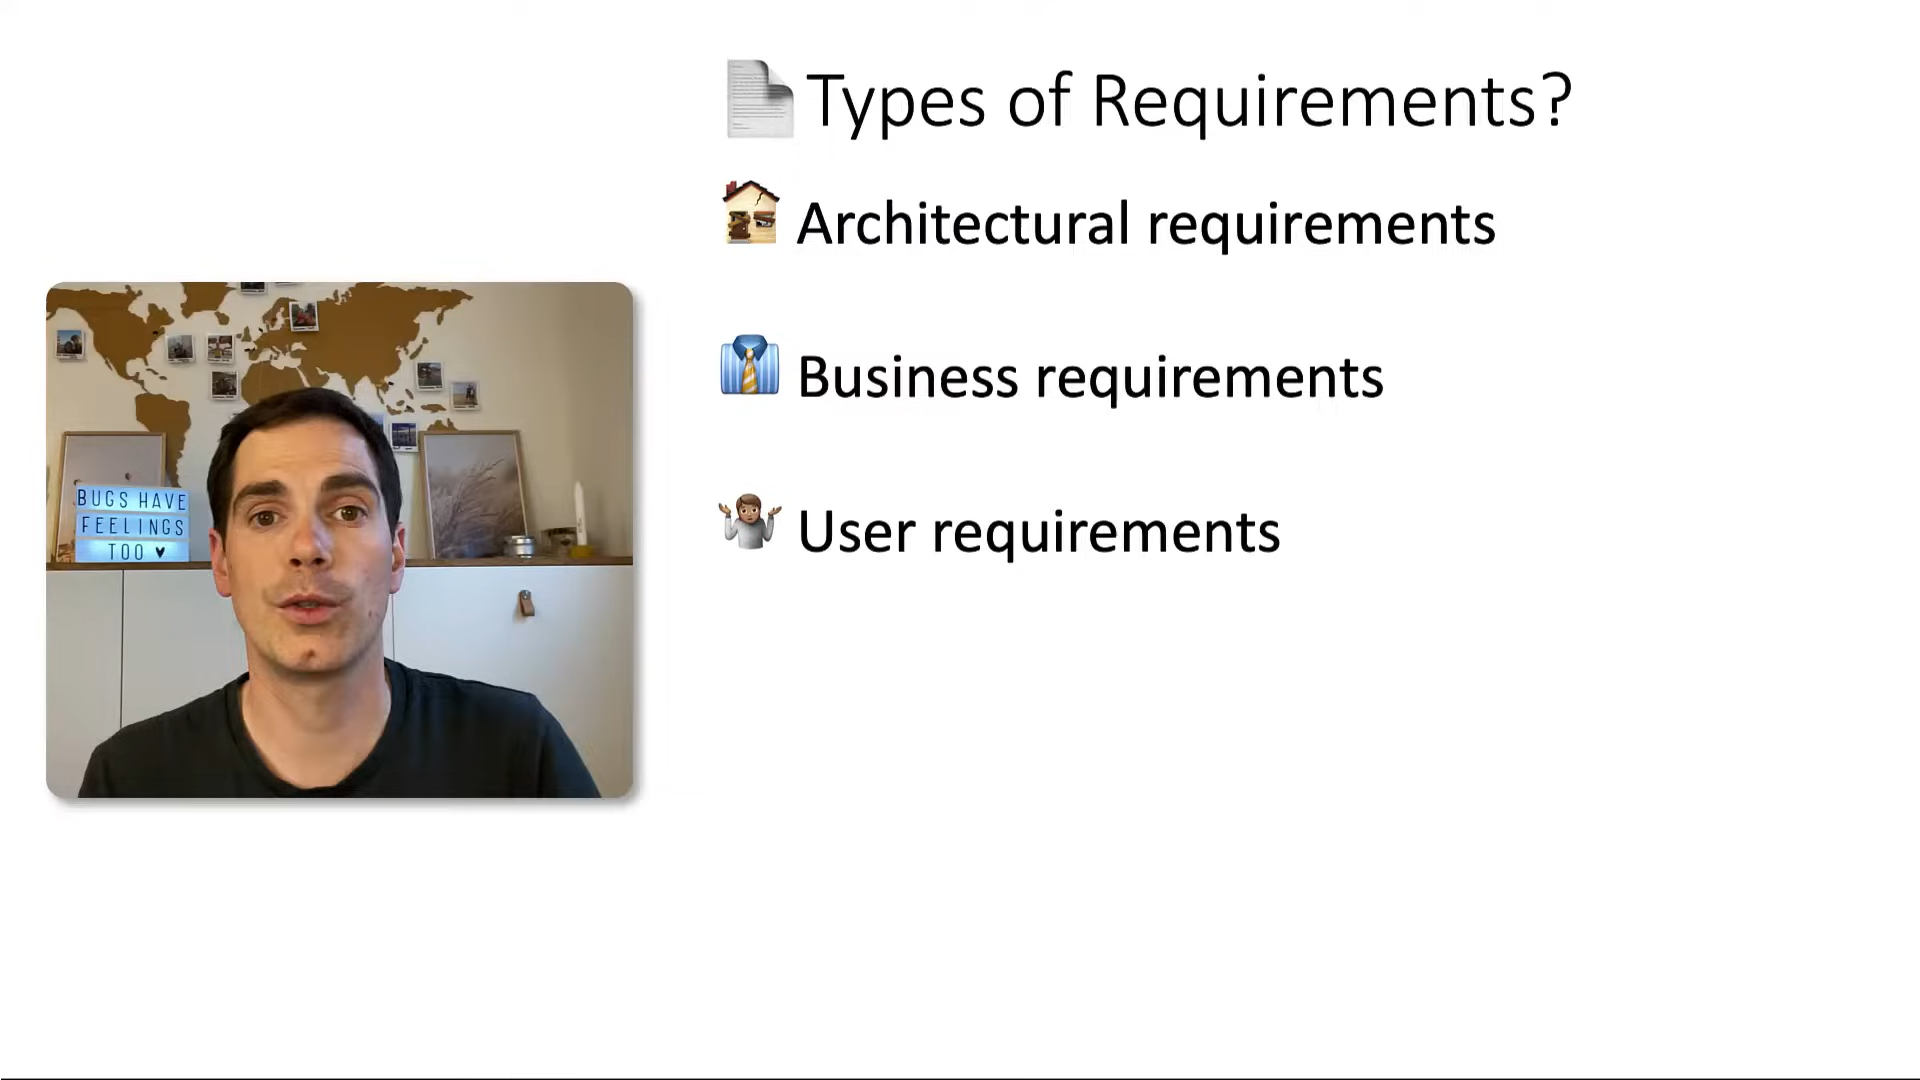 Types of Requirements?
Architectural requirements
Business requirements
User requirements
BUGS HAVE
FEELINGS
TOO ♥